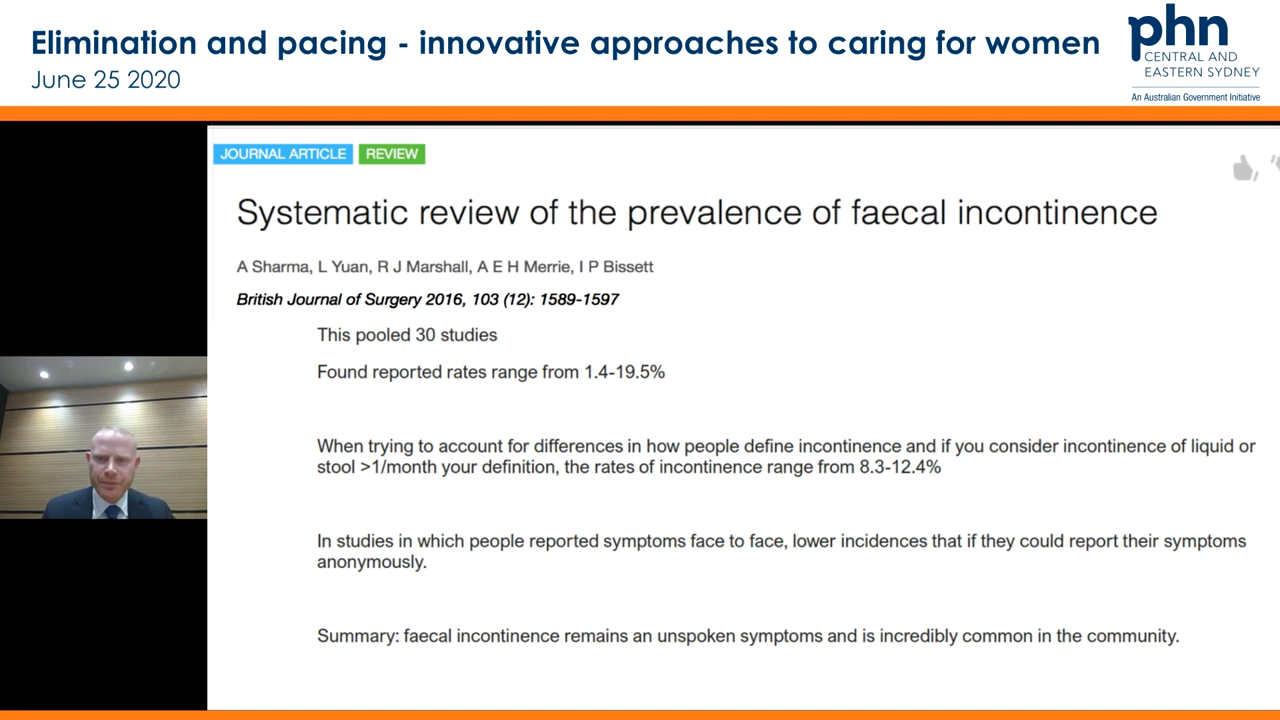 Elimination and pacing - innovative approaches to caring for women
June 25 2020
phn
CENTRAL AND
EASTERN SYDNEY
An Australian Government Initiative
JOURNAL ARTICLE REVIEW
Systematic review of the prevalence of faecal incontinence
A Sharma, L Yuan, R J Marshall, A E H Merrie, I P Bissett
British Journal of Surgery 2016, 103 (12): 1589-1597
This pooled 30 studies
Found reported rates range from 1.4-19.5%
When trying to account for differences in how people define incontinence and if you consider incontinence of liquid or
stool >1/month your definition, the rates of incontinence range from 8.3-12.4%
In studies in which people reported symptoms face to face, lower incidences that if they could report their symptoms
anonymously.
Summary: faecal incontinence remains an unspoken symptoms and is incredibly common in the community.